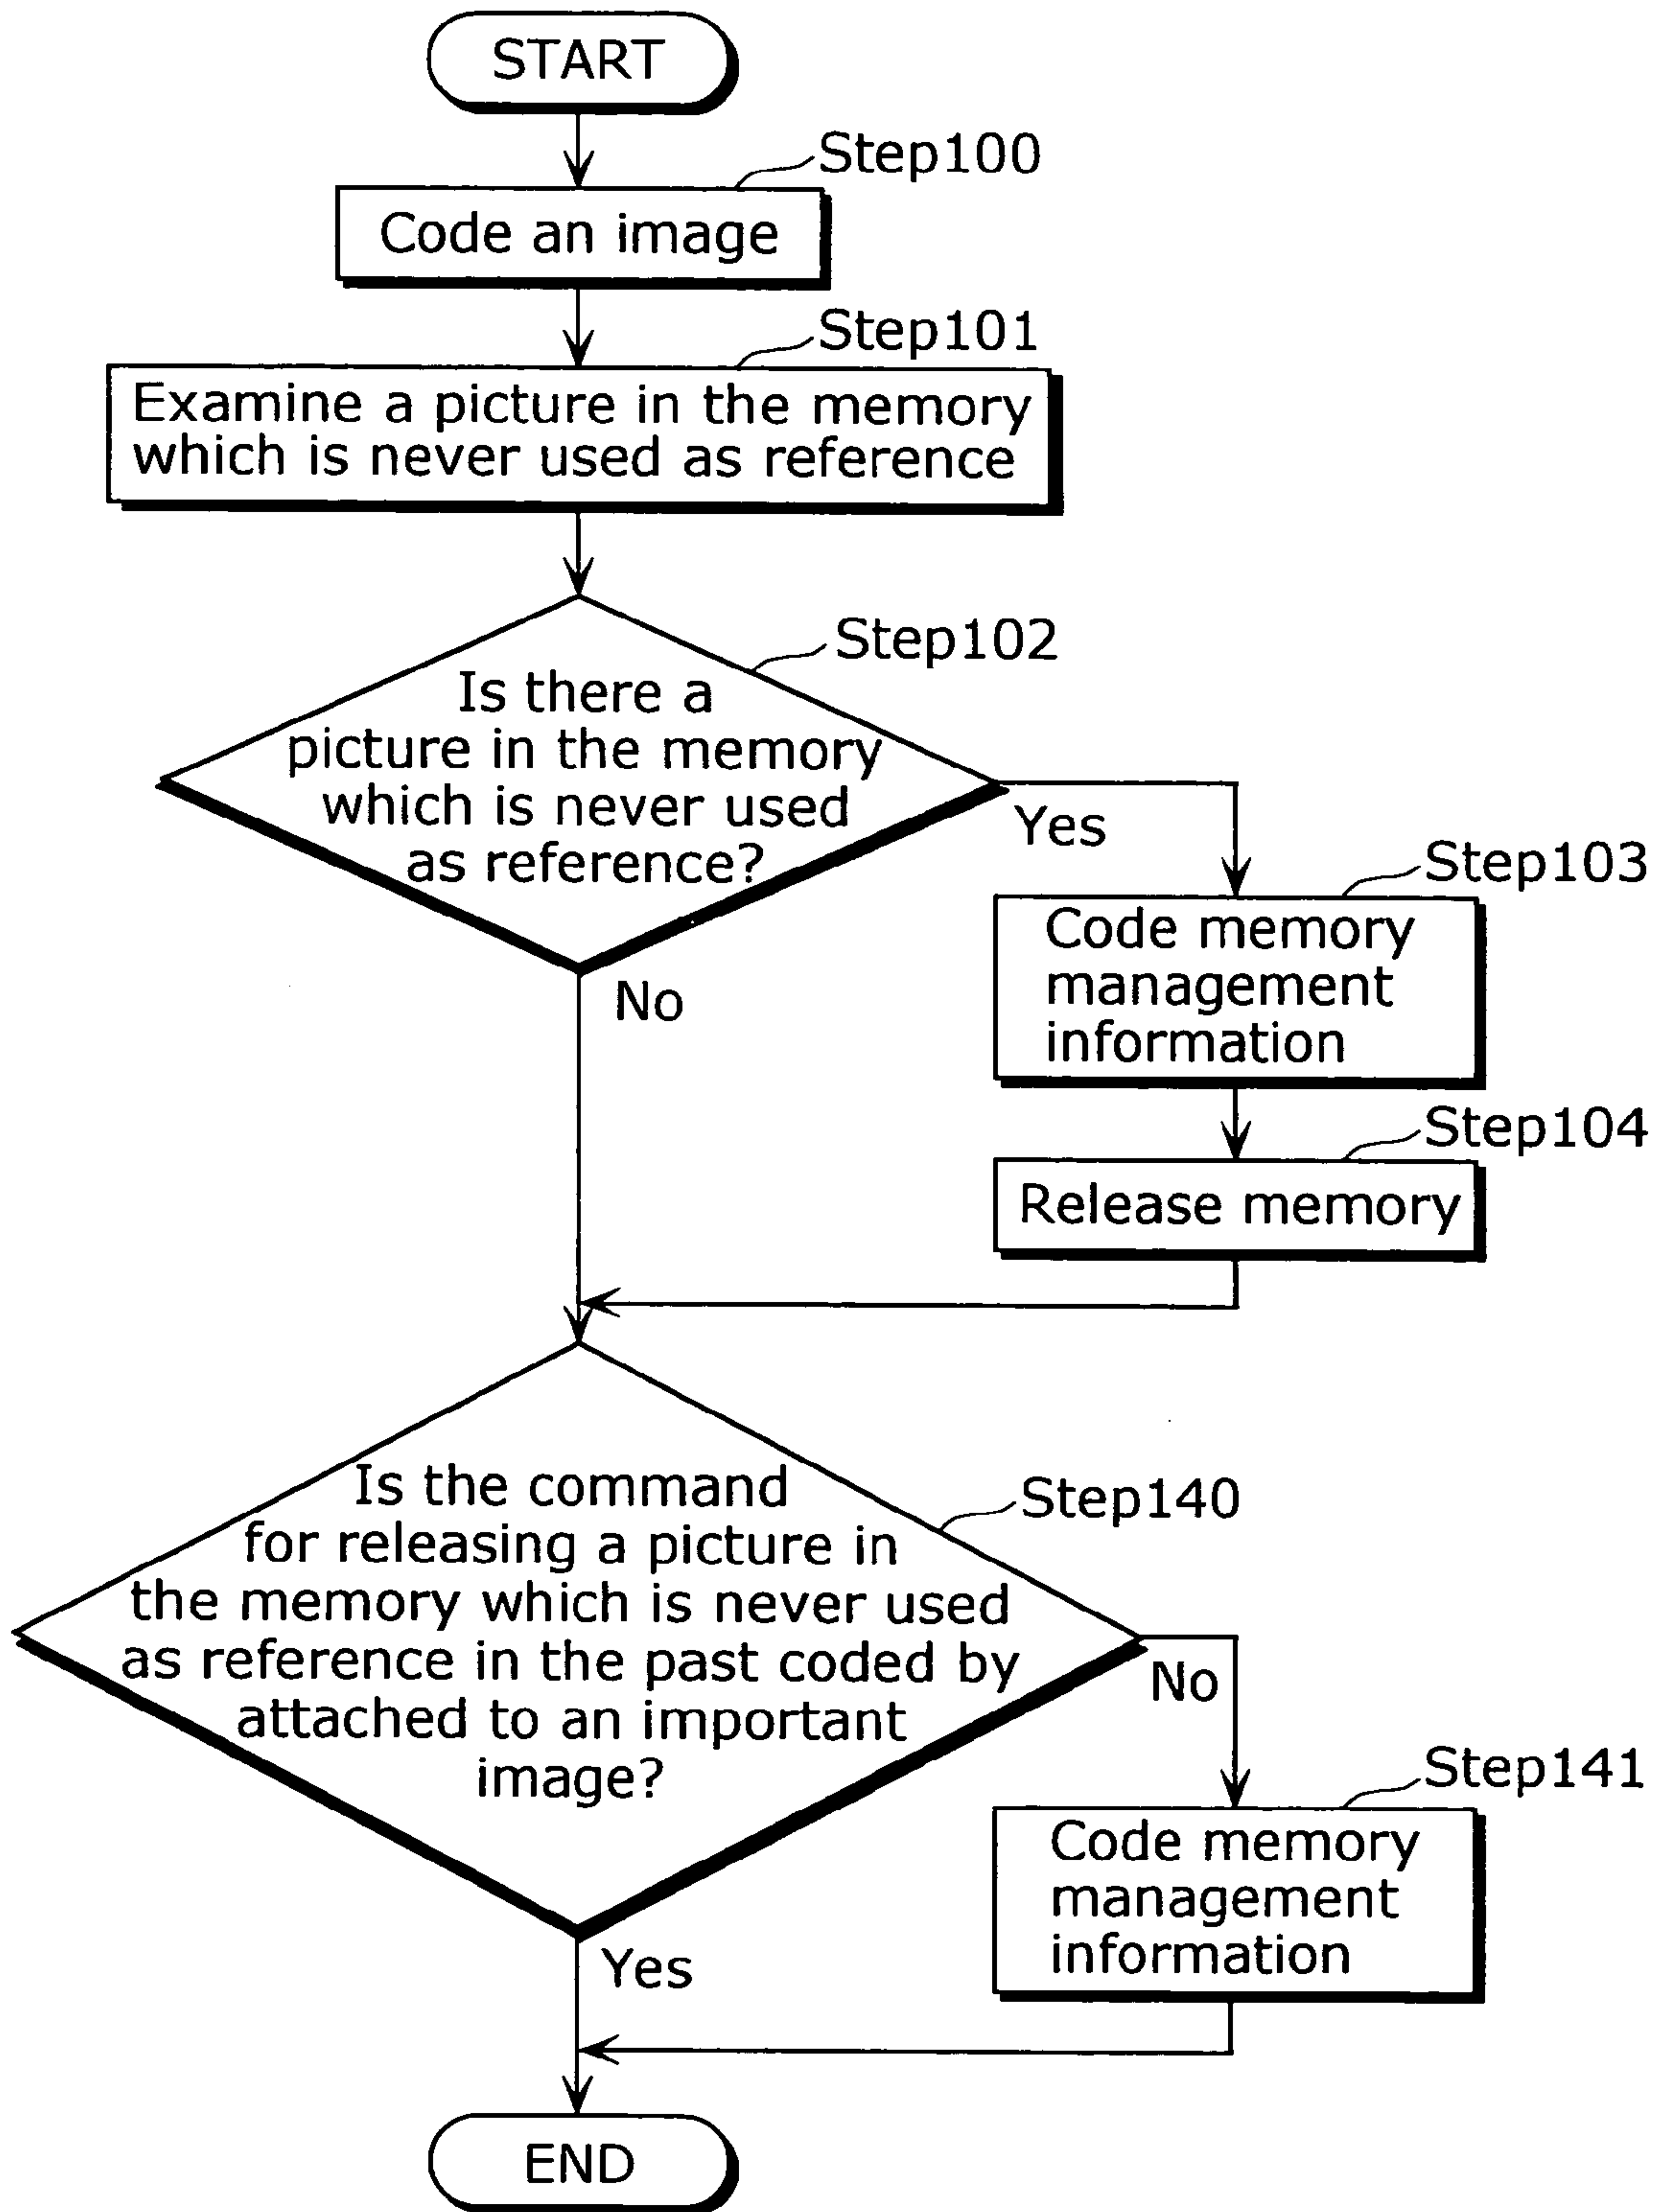 START
Step100
Code an image
Step101
Examine a picture in the memory
which is never used as reference
Step102
Is there a
picture in the memory
which is never used
as reference?
Yes
No
Step103
Code memory
management
information
Step104
Release memory
Is the command
for releasing a picture in
the memory which is never used
as reference in the past coded by
attached to an important
image?
Step140
No
Yes
Step141
Code memory
management
information
END